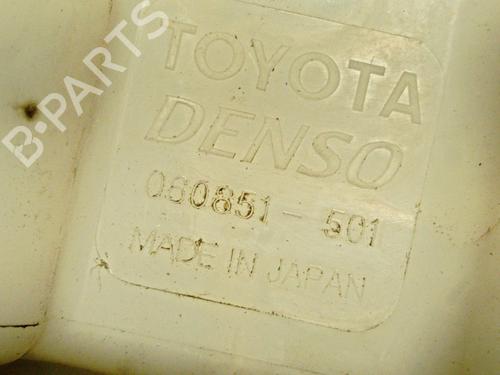 B-PARTS
TOYOTA
DENSO
060851-501
MADE IN JAPAN